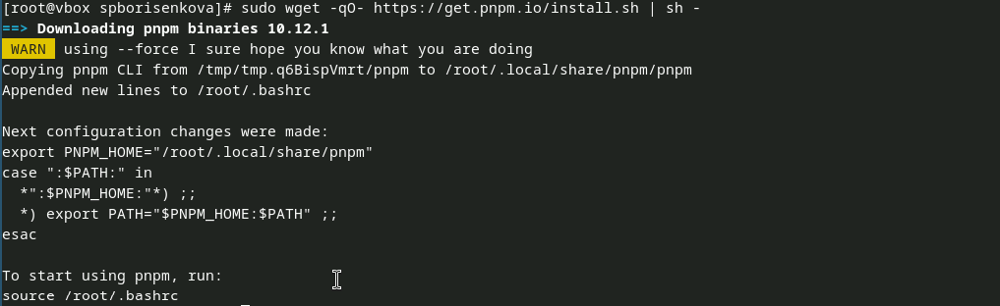 [root@vbox spborisenkova]# sudo wget -qO- https://get.pnpm.io/install.sh | sh -
==> Downloading pnpm binaries 10.12.1
WARN using --force I sure hope you know what you are doing
Copying pnpm CLI from /tmp/tmp.q6BispVmrt/pnpm to /root/.local/share/pnpm/pnpm
Appended new lines to /root/.bashrc

Next configuration changes were made:
export PNPM_HOME="/root/.local/share/pnpm"
case ":$PATH:" in
  *":$PNPM_HOME:"*) ;;
  *) export PATH="$PNPM_HOME:$PATH" ;;
esac

To start using pnpm, run:
source /root/.bashrc